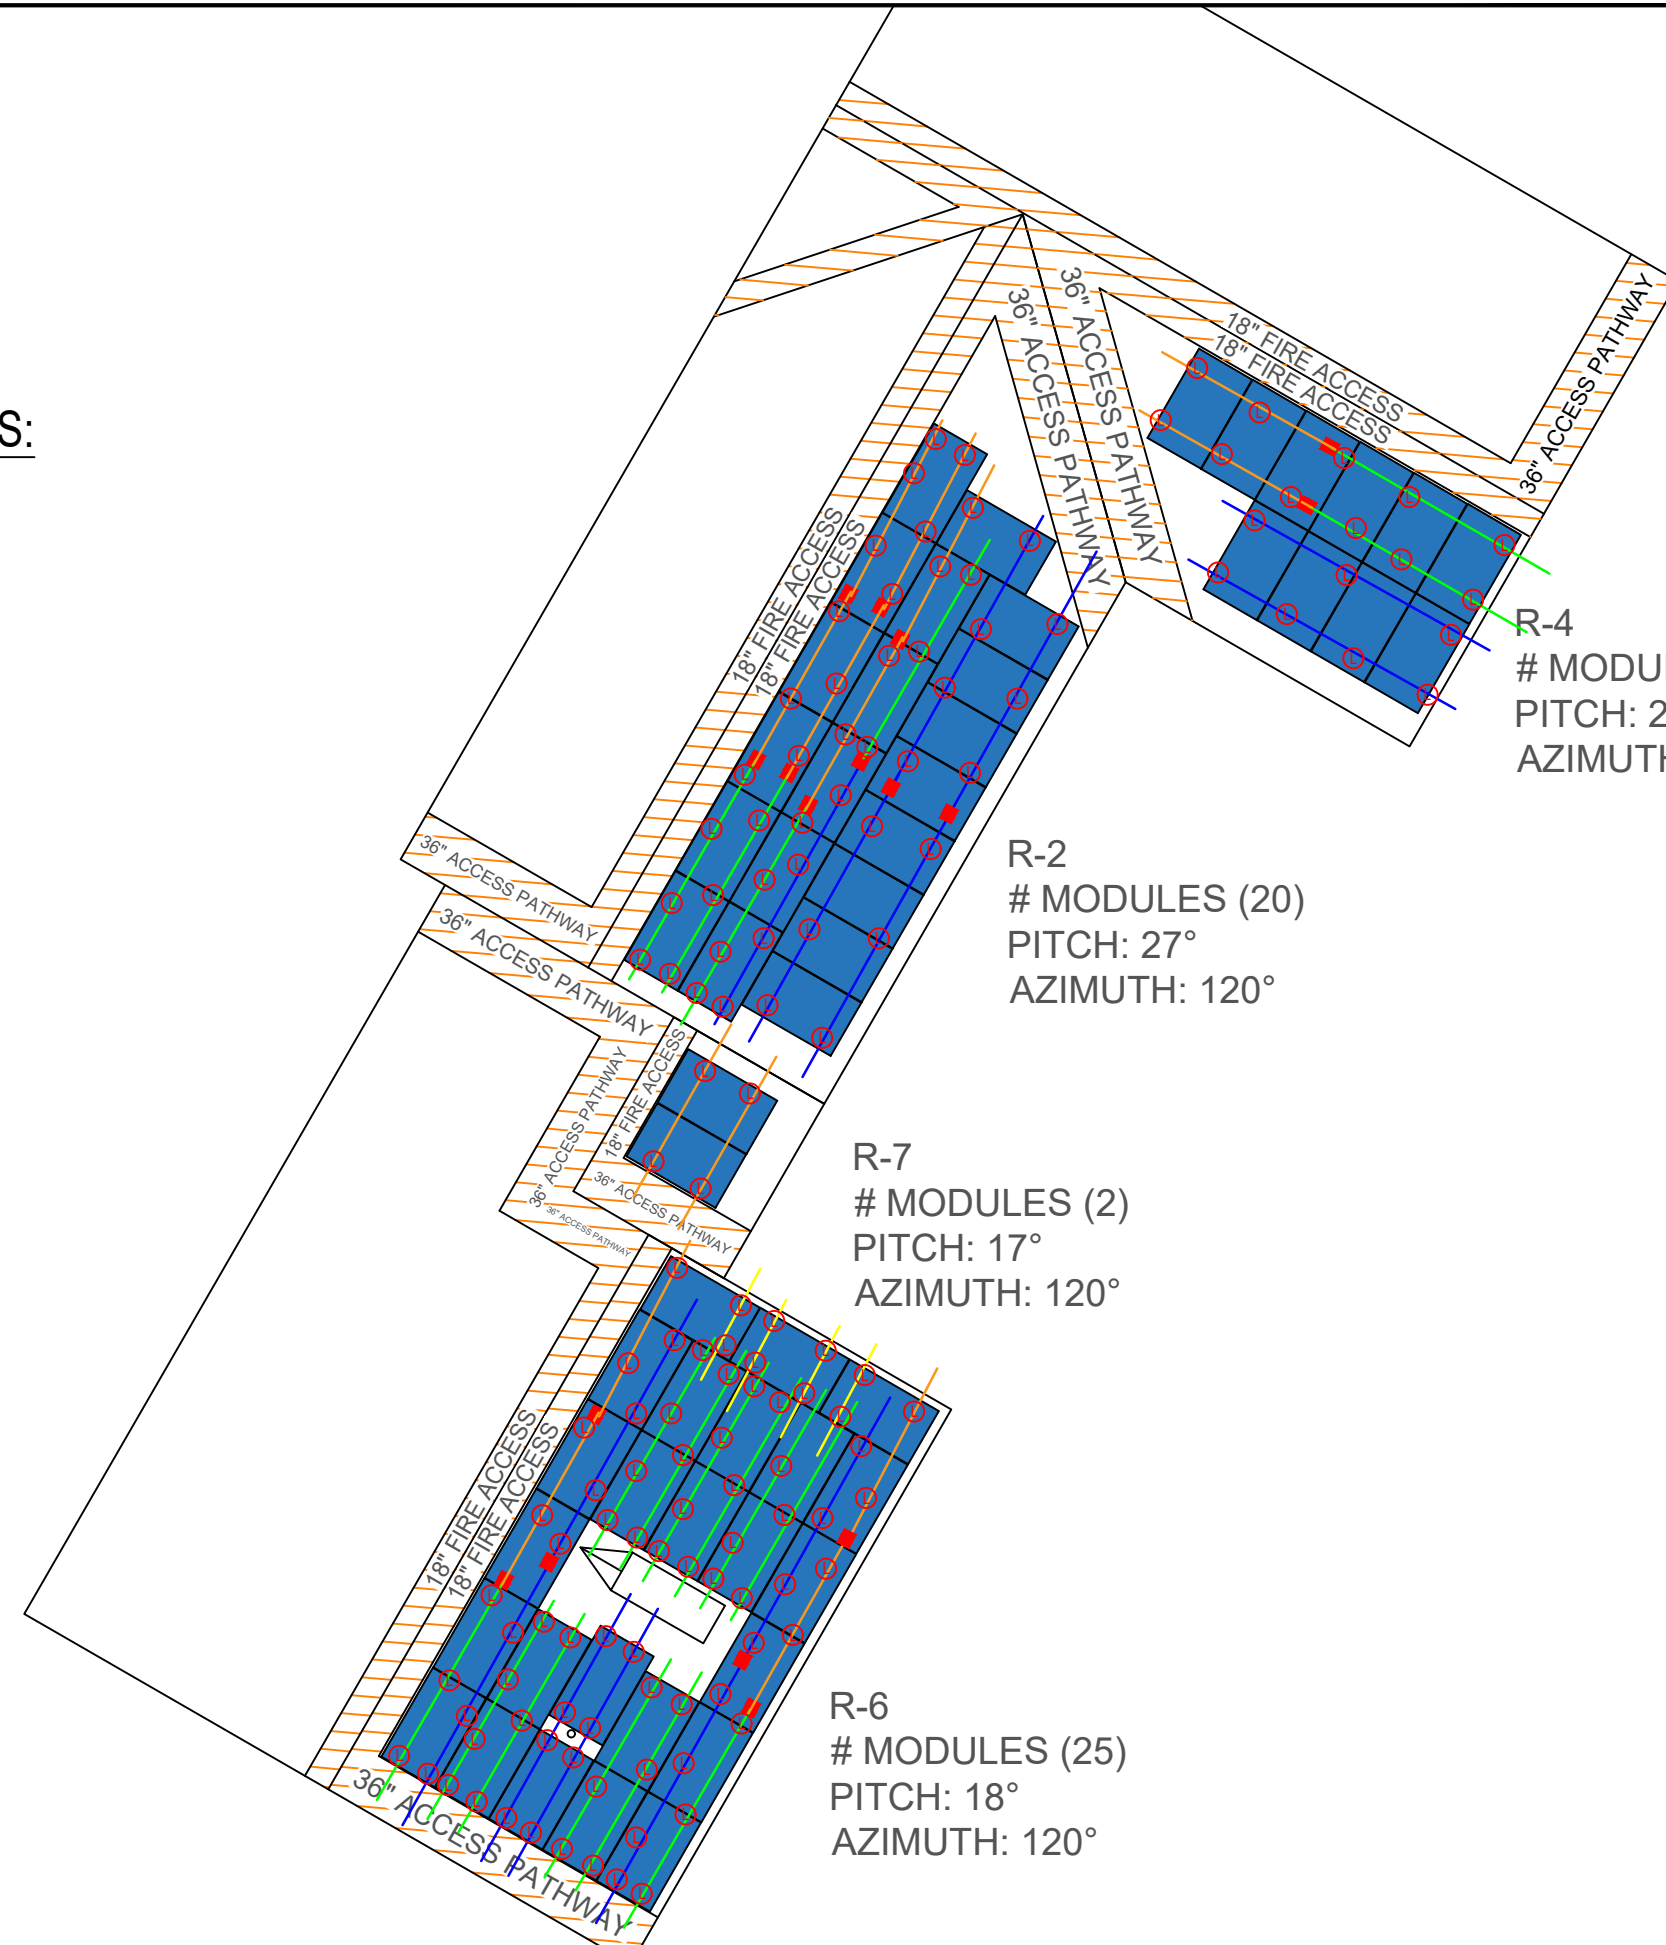 S:
18" FIRE ACCESS
18" FIRE ACCESS
36" ACCESS PATHWAY
36" ACCESS PATHWAY
36" ACCESS PATHWAY
36" ACCESS PATHWAY
R-4
# MODU
PITCH: 2
AZIMUTH
18" FIRE ACCESS
18" FIRE ACCESS
R-2
# MODULES (20)
PITCH: 27°
AZIMUTH: 120°
36" ACCESS PATHWAY
36" ACCESS PATHWAY
36" ACCESS PATHWAY
18" FIRE ACCESS
36" ACCESS PATHWAY
36" ACCESS PATHWAY
R-7
# MODULES (2)
PITCH: 17°
AZIMUTH: 120°
18" FIRE ACCESS
18" FIRE ACCESS
R-6
# MODULES (25)
PITCH: 18°
AZIMUTH: 120°
36" ACCESS PATHWAY